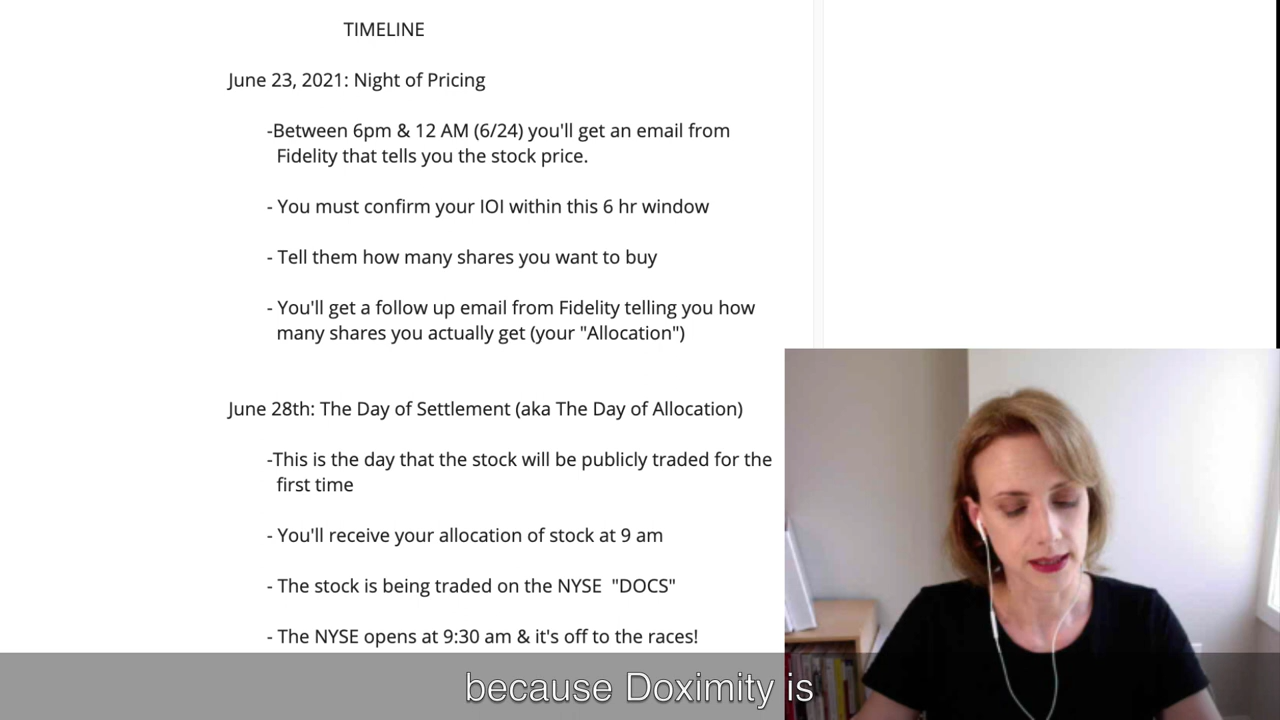 TIMELINE
June 23, 2021: Night of Pricing
-Between 6pm & 12 AM (6/24) you'll get an email from
Fidelity that tells you the stock price.
- You must confirm your IOI within this 6 hr window
- Tell them how many shares you want to buy
- You'll get a follow up email from Fidelity telling you how
many shares you actually get (your "Allocation")
June 28th: The Day of Settlement (aka The Day of Allocation)
-This is the day that the stock will be publicly traded for the
first time
- You'll receive your allocation of stock at 9 am
- The stock is being traded on the NYSE  "DOCS"
- The NYSE opens at 9:30 am & it's off to the races!
because Doximity is